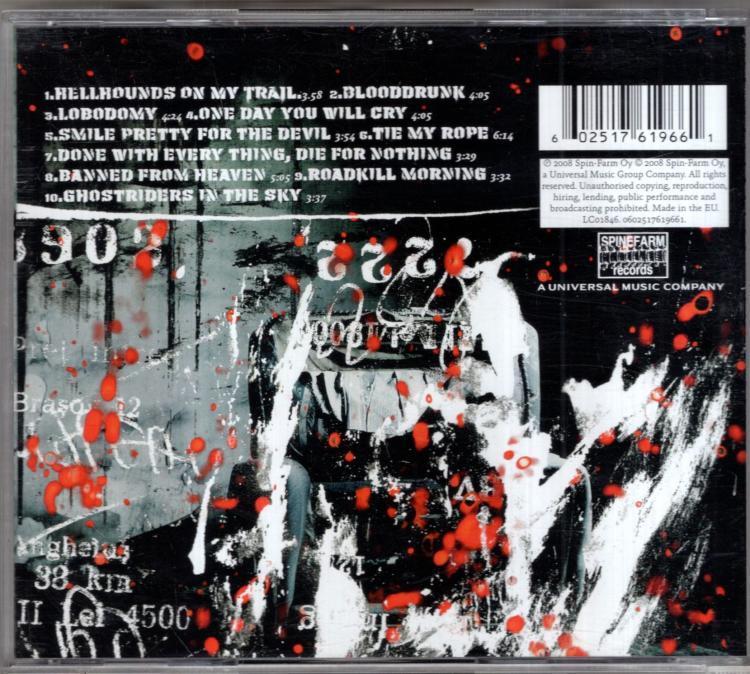 1.HELLHOUNDS ON MY TRAIL.3:58 2.BLOODDRUNK 4:05
3.LOBODOMY 4:24 4.ONE DAY YOU WILL CRY 4:05
5.SMILE PRETTY FOR THE DEVIL 3:54 6.TIE MY ROPE 6:14
7.DONE WITH EVERY THING, DIE FOR NOTHING 3:29
8.BANNED FROM HEAVEN 5:05 9.ROADKILL MORNING 3:32
10.GHOSTRIDERS IN THE SKY 3:37
6 02517 61966 1
℗ 2008 Spin-Farm Oy © 2008 Spin-Farm Oy,
a Universal Music Group Company. All rights
reserved. Unauthorised copying, reproduction,
hiring, lending, public performance and
broadcasting prohibited. Made in the EU.
LC01846. 0602517619661.
SPINEFARM
records
A UNIVERSAL MUSIC COMPANY
Anghelus
38 km
II Lei 4500